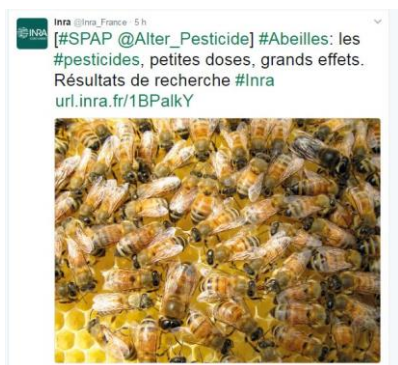 Inra @Inra_France · 5 h
INRA
[#SPAP @Alter_Pesticide] #Abeilles: les
#pesticides, petites doses, grands effets.
Résultats de recherche #Inra
url.inra.fr/1BPalkY